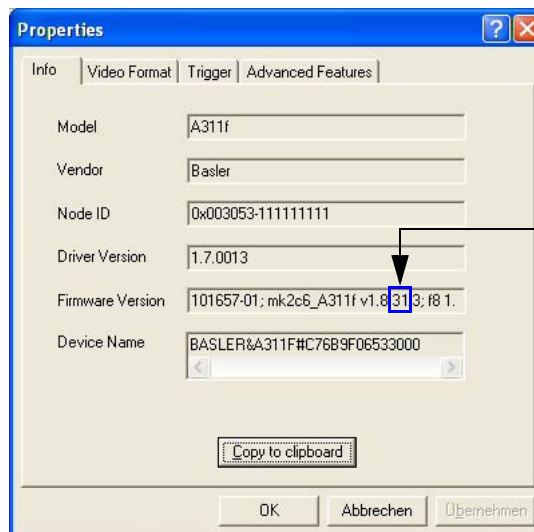 Properties
Info Video Format Trigger Advanced Features
Model A311f
Vendor Basler
Node ID 0x003053-111111111
Driver Version 1.7.0013
Firmware Version 101657-01; mk2c6_A311f v1.8.31.3; f8 1.
Device Name BASLER&A311F#C76B9F06533000
Copy to clipboard
OK Abbrechen Übernehmen